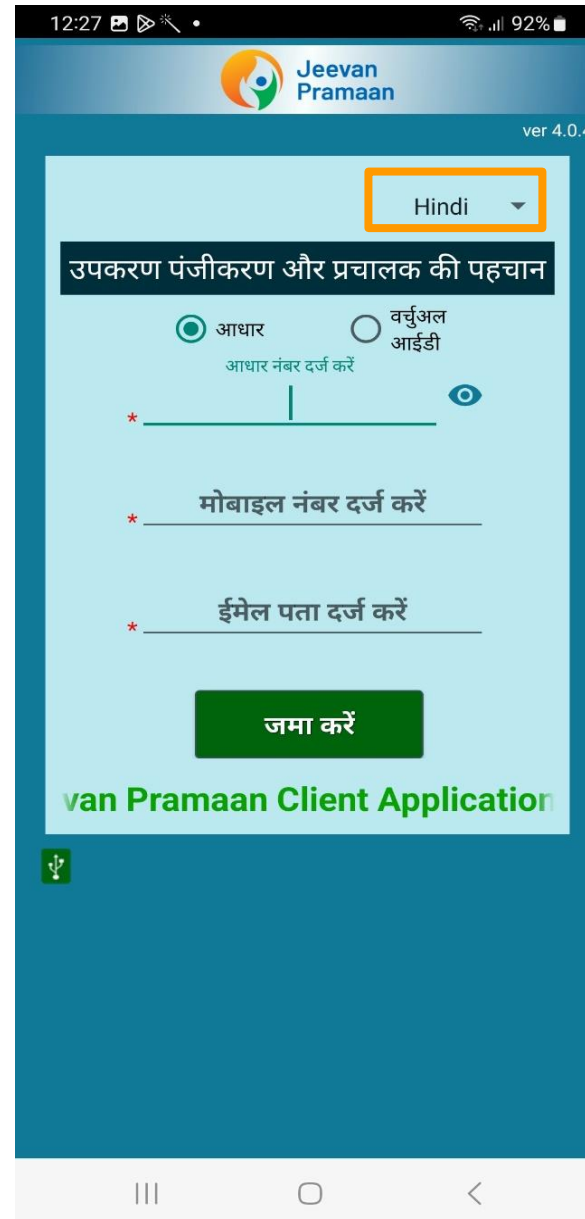 12:27
92%
Jeevan
Pramaan
ver 4.0.
Hindi
उपकरण पंजीकरण और प्रचालक की पहचान
आधार
वर्चुअल
आईडी
आधार नंबर दर्ज करें
*
मोबाइल नंबर दर्ज करें
*
ईमेल पता दर्ज करें
*
जमा करें
van Pramaan Client Application